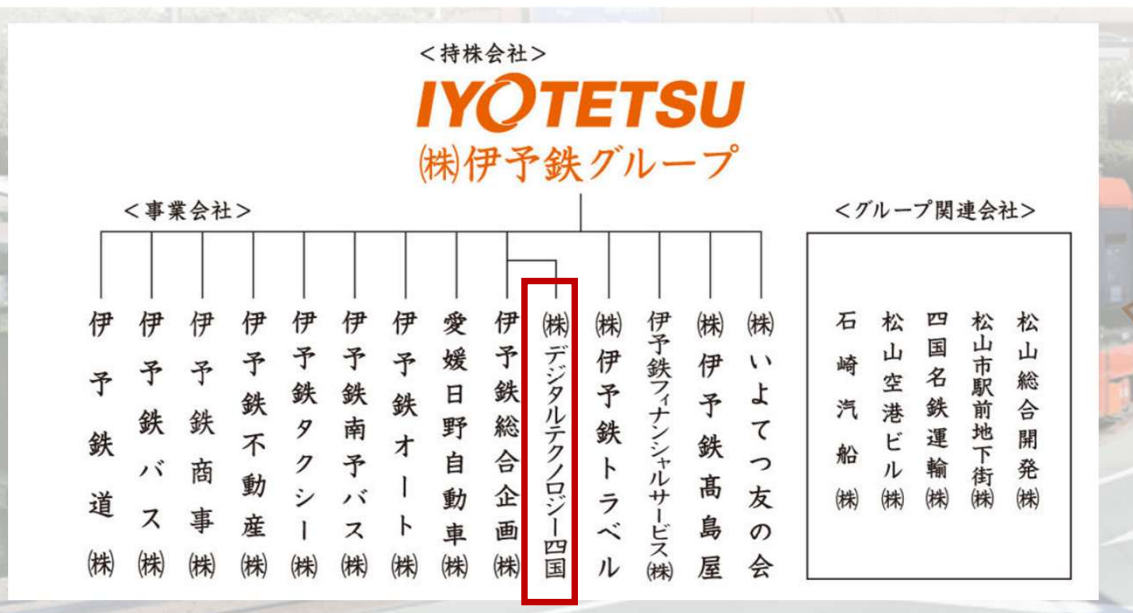 <持株会社>
IYOTETSU
㈱伊予鉄グループ
<事業会社>
伊予鉄道㈱
伊予鉄バス㈱
伊予鉄商事㈱
伊予鉄不動産㈱
伊予鉄タクシー㈱
伊予鉄南予バス㈱
伊予鉄オート㈱
愛媛日野自動車㈱
伊予鉄総合企画㈱
㈱デジタルテクノロジー四国
㈱伊予鉄トラベル
伊予鉄フィナンシャルサービス㈱
㈱伊予鉄髙島屋
㈱いよてつ友の会
<グループ関連会社>
石崎汽船㈱
松山空港ビル㈱
四国名鉄運輸㈱
松山市駅前地下街㈱
松山総合開発㈱